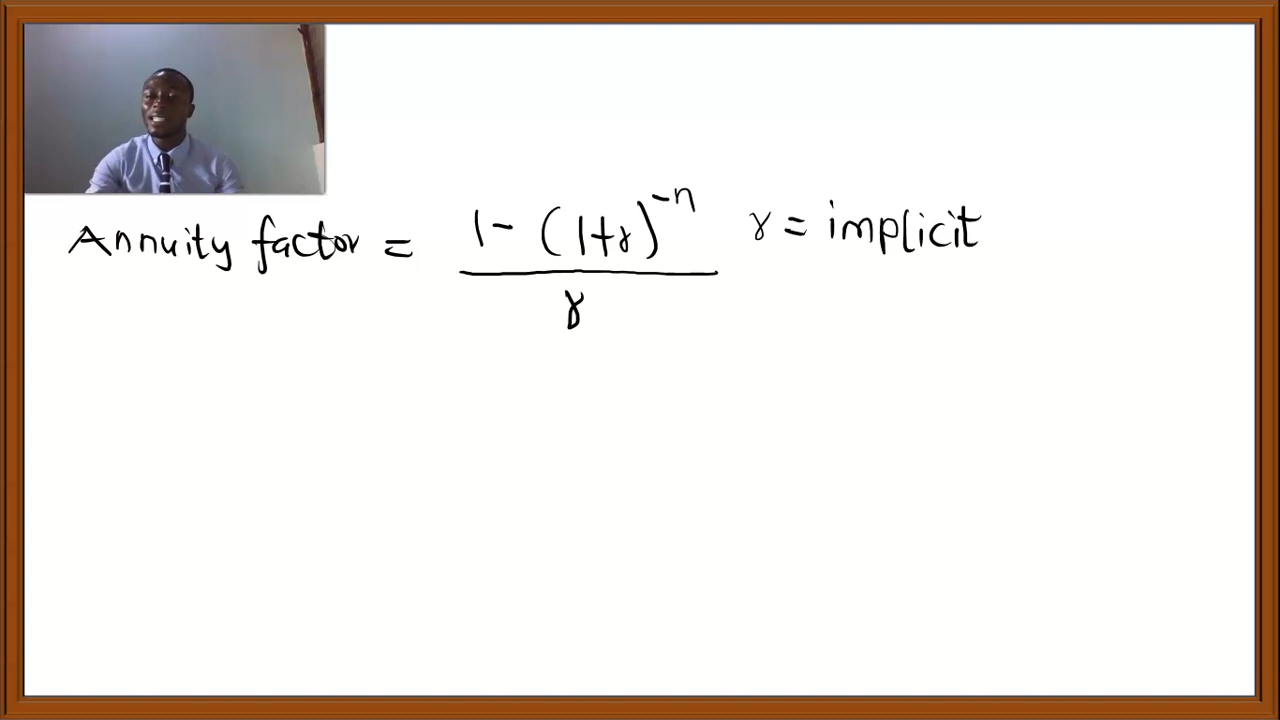 Annuity factor = 1 - (1+r)^-n / r r = implicit